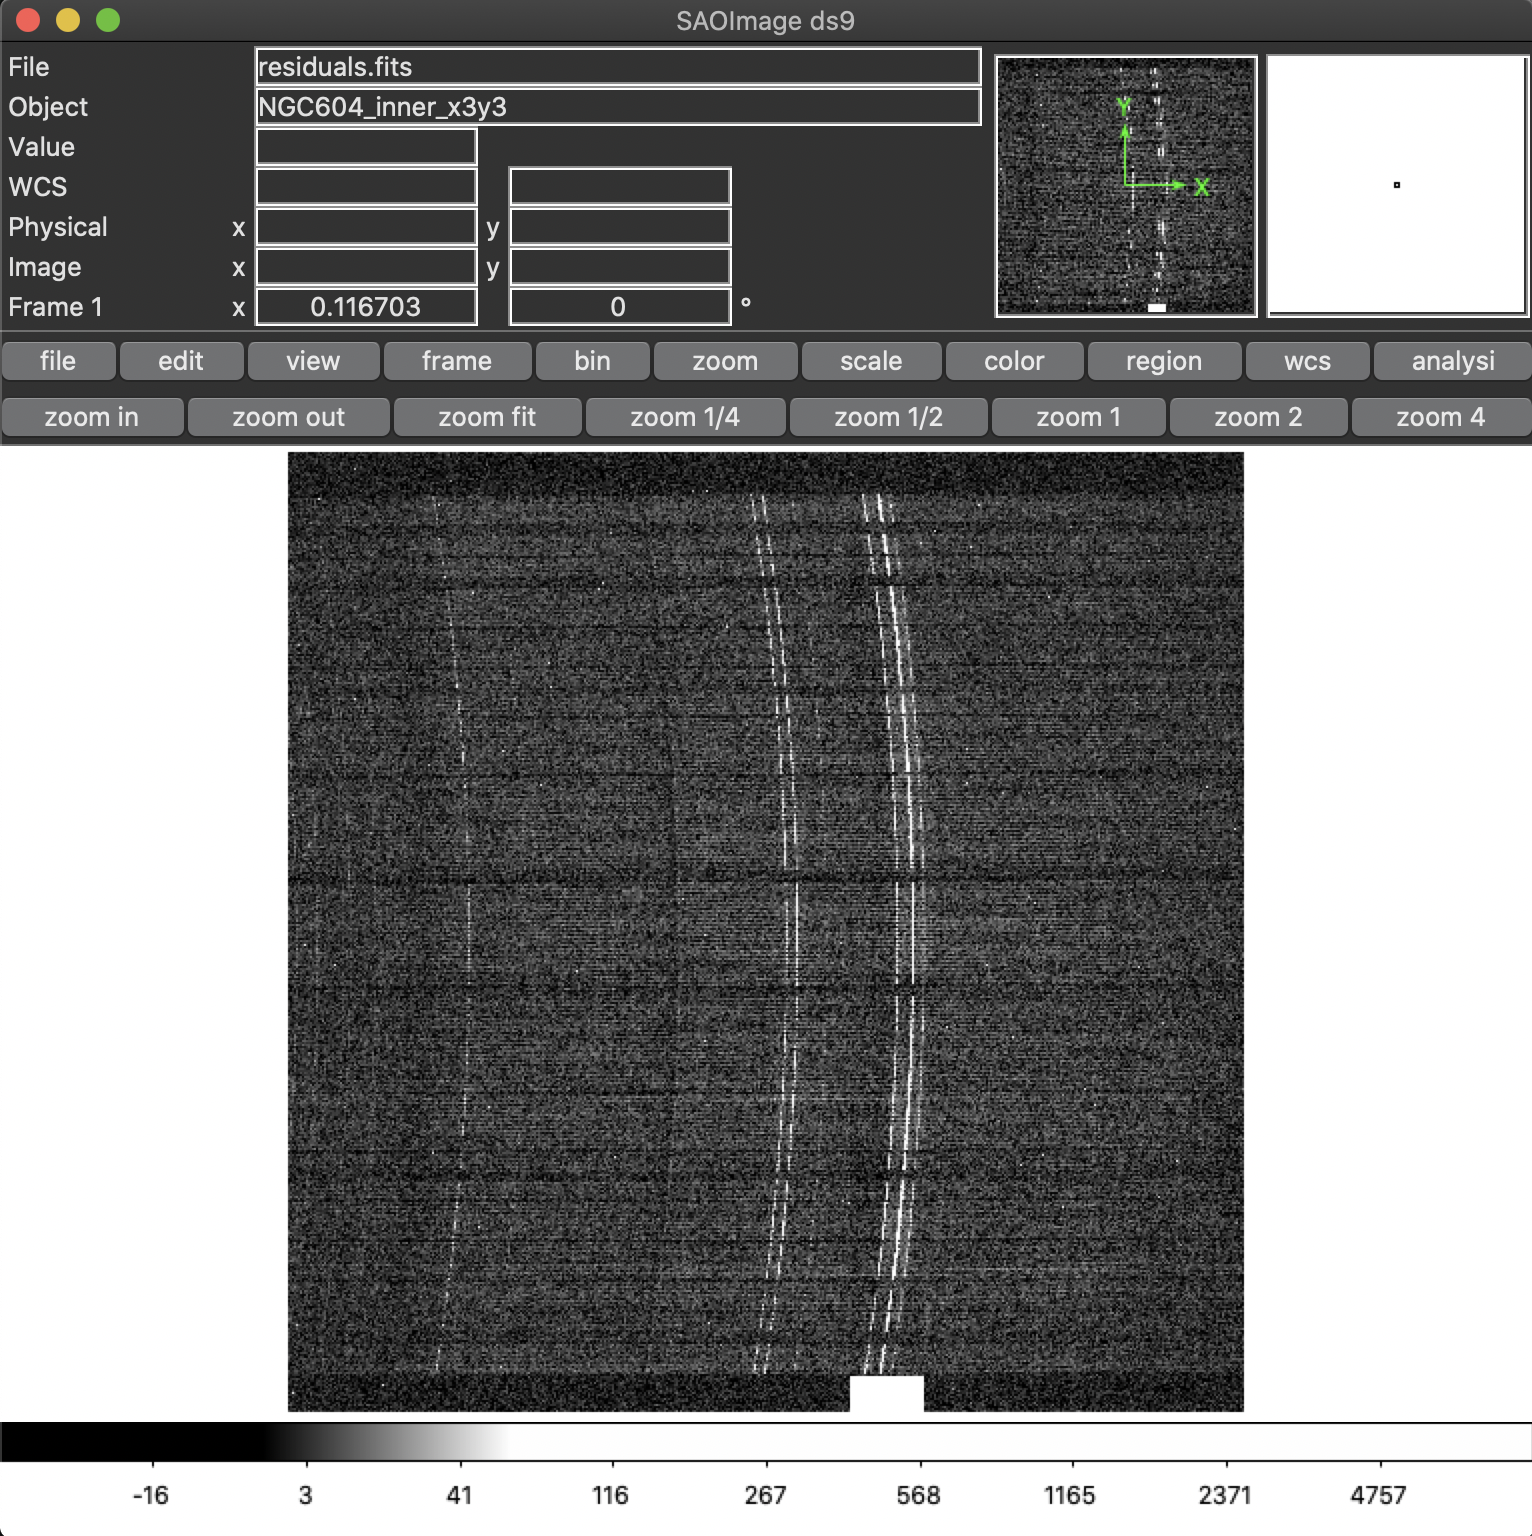 SAOImage ds9
File residuals.fits
Object NGC604_inner_x3y3
Value
WCS
Physical x y
Image x y
Frame 1 x 0.116703 0 °
Y
X
file edit view frame bin zoom scale color region wcs analysi
zoom in zoom out zoom fit zoom 1/4 zoom 1/2 zoom 1 zoom 2 zoom 4
-16 3 41 116 267 568 1165 2371 4757